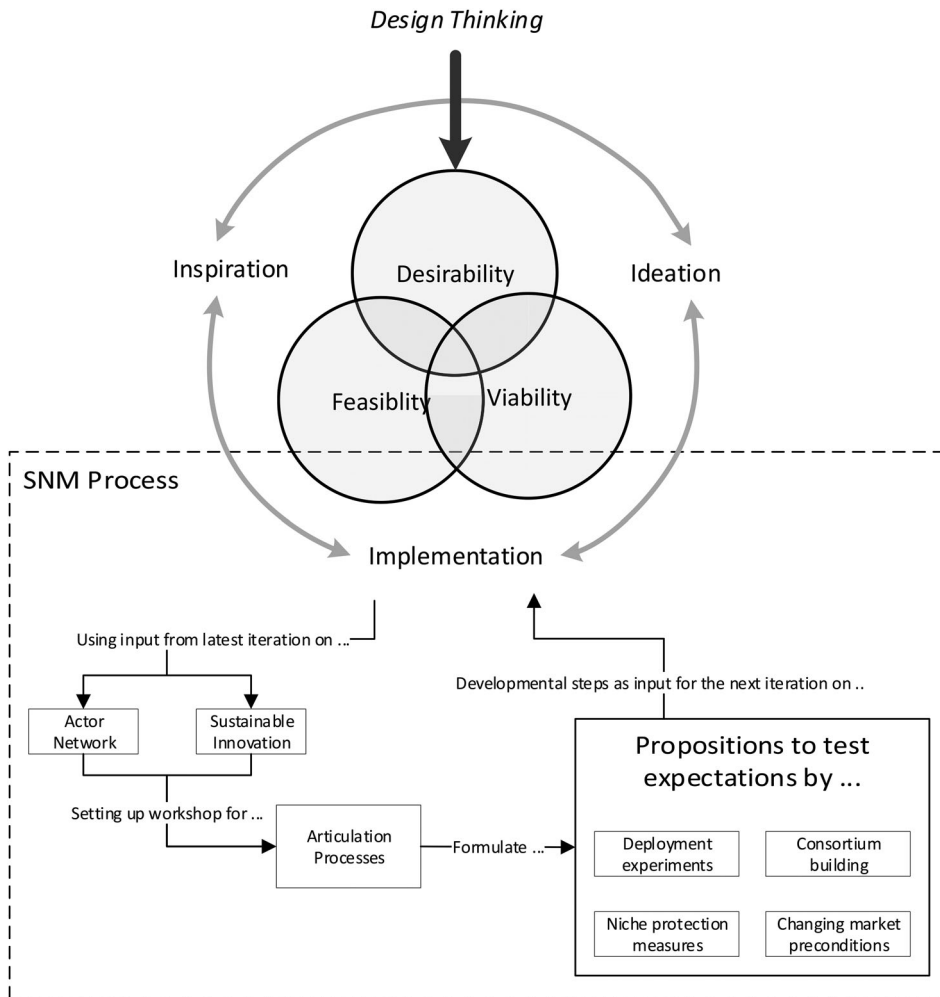 Design Thinking
Inspiration
Desirability
Ideation
Feasiblity
Viability
SNM Process
Implementation
Using input from latest iteration on ...
Developmental steps as input for the next iteration on ..
Actor
Network
Sustainable
Innovation
Propositions to test
expectations by ...
Setting up workshop for ...
Articulation
Processes
Formulate ...
Deployment
experiments
Consortium
building
Niche protection
measures
Changing market
preconditions